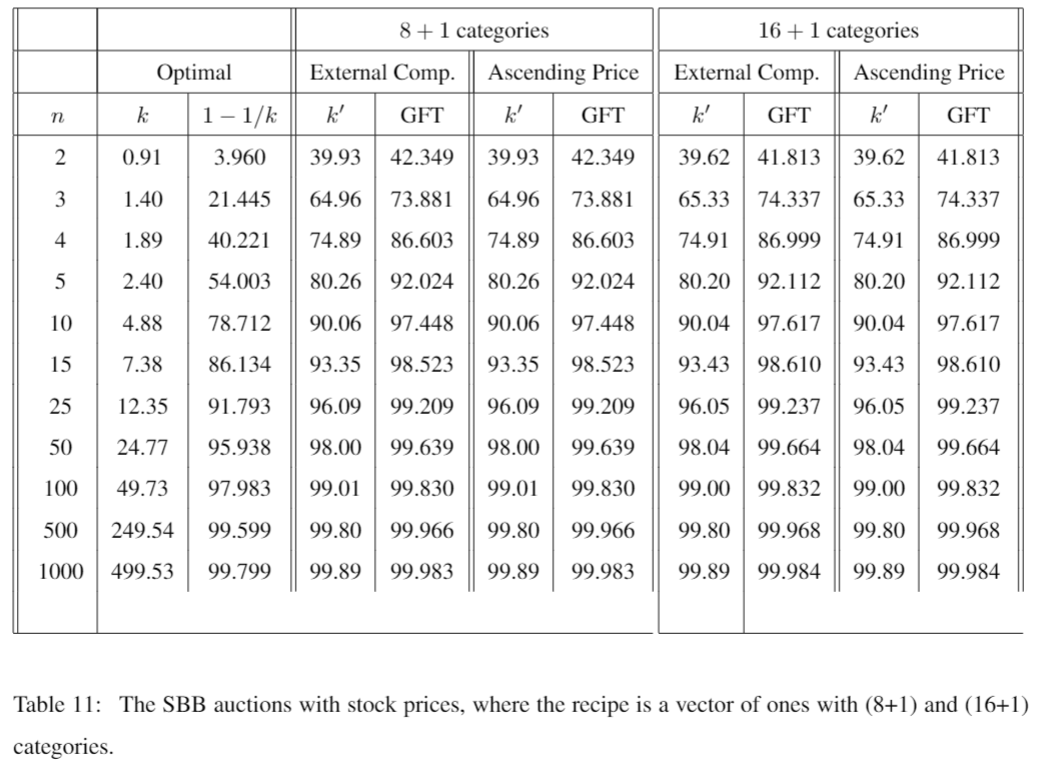 8 + 1 categories 16 + 1 categories
Optimal External Comp. Ascending Price External Comp. Ascending Price
n k 1 − 1/k k′ GFT k′ GFT k′ GFT k′ GFT
2 0.91 3.960 39.93 42.349 39.93 42.349 39.62 41.813 39.62 41.813
3 1.40 21.445 64.96 73.881 64.96 73.881 65.33 74.337 65.33 74.337
4 1.89 40.221 74.89 86.603 74.89 86.603 74.91 86.999 74.91 86.999
5 2.40 54.003 80.26 92.024 80.26 92.024 80.20 92.112 80.20 92.112
10 4.88 78.712 90.06 97.448 90.06 97.448 90.04 97.617 90.04 97.617
15 7.38 86.134 93.35 98.523 93.35 98.523 93.43 98.610 93.43 98.610
25 12.35 91.793 96.09 99.209 96.09 99.209 96.05 99.237 96.05 99.237
50 24.77 95.938 98.00 99.639 98.00 99.639 98.04 99.664 98.04 99.664
100 49.73 97.983 99.01 99.830 99.01 99.830 99.00 99.832 99.00 99.832
500 249.54 99.599 99.80 99.966 99.80 99.966 99.80 99.968 99.80 99.968
1000 499.53 99.799 99.89 99.983 99.89 99.983 99.89 99.984 99.89 99.984
Table 11: The SBB auctions with stock prices, where the recipe is a vector of ones with (8+1) and (16+1)
categories.